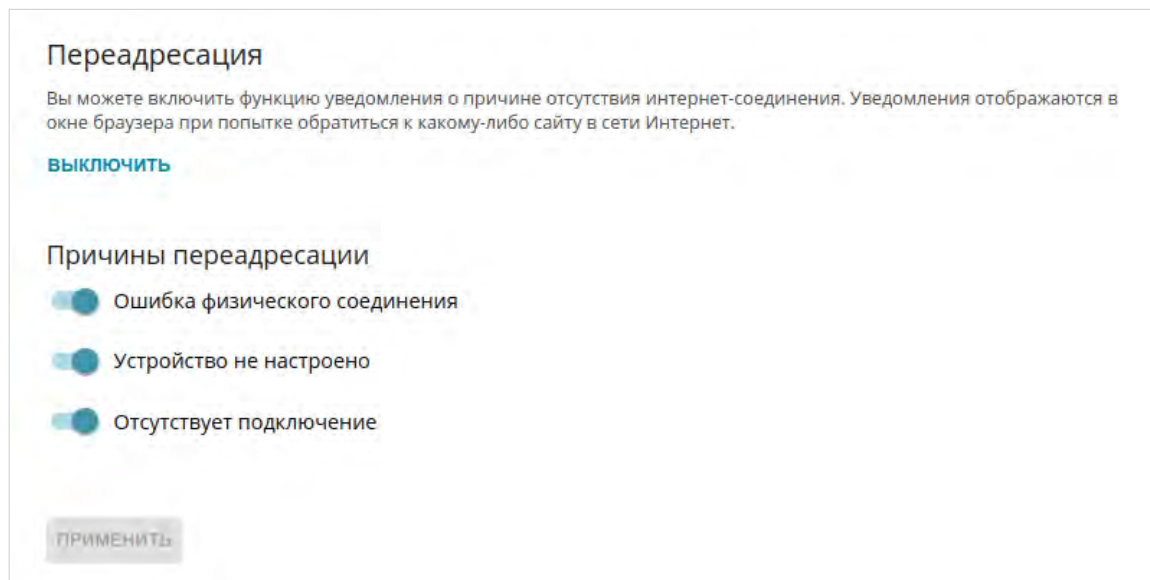 Переадресация
Вы можете включить функцию уведомления о причине отсутствия интернет-соединения. Уведомления отображаются в
окне браузера при попытке обратиться к какому-либо сайту в сети Интернет.
ВЫКЛЮЧИТЬ
Причины переадресации
Ошибка физического соединения
Устройство не настроено
Отсутствует подключение
ПРИМЕНИТЬ